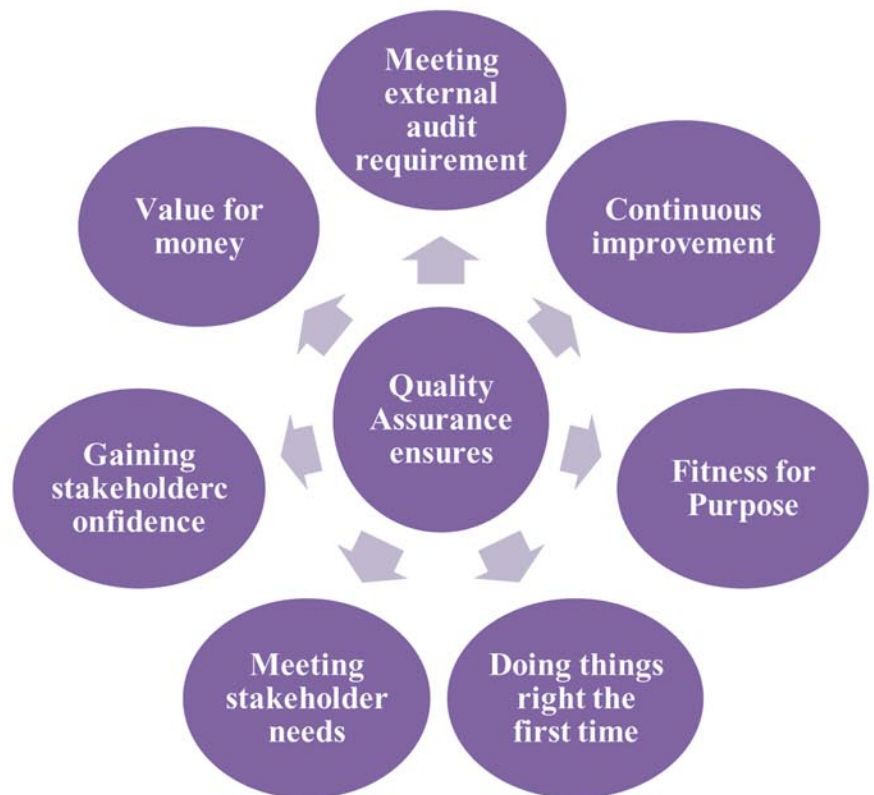 Meeting
external
audit
requirement
Continuous
improvement
Fitness for
Purpose
Doing things
right the
first time
Meeting
stakeholder
needs
Gaining
stakeholderc
onfidence
Value for
money
Quality
Assurance
ensures